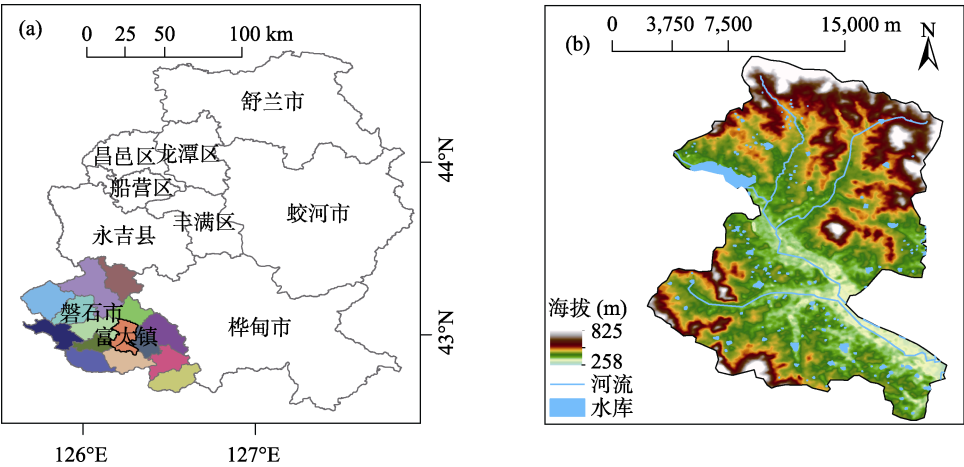 (a)
0 25 50 100 km
舒兰市
昌邑区
龙潭区
船营区
丰满区
蛟河市
永吉县
磐石市
富太镇
桦甸市
44°N
43°N
126°E
127°E
(b)
0 3,750 7,500 15,000 m
N
海拔 (m)
825
258
河流
水库